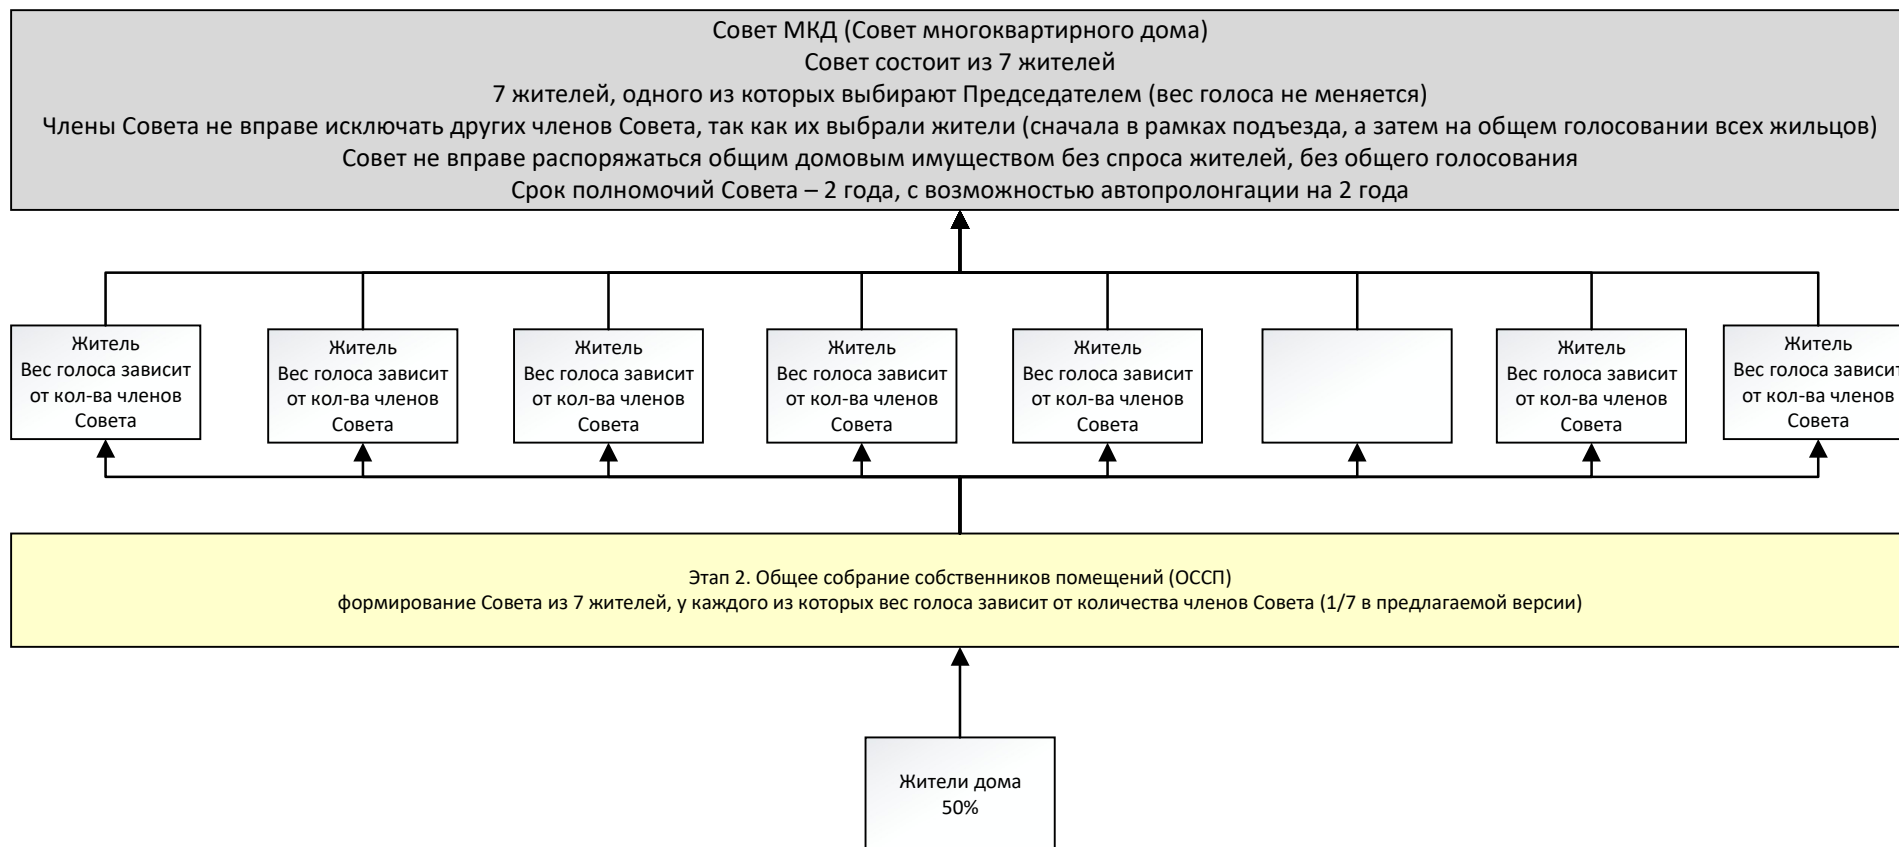 Совет МКД (Совет многоквартирного дома)
Совет состоит из 7 жителей
7 жителей, одного из которых выбирают Председателем (вес голоса не меняется)
Члены Совета не вправе исключать других членов Совета, так как их выбрали жители (сначала в рамках подъезда, а затем на общем голосовании всех жильцов)
Совет не вправе распоряжаться общим домовым имуществом без спроса жителей, без общего голосования
Срок полномочий Совета – 2 года, с возможностью автопролонгации на 2 года
Житель
Вес голоса зависит
от кол-ва членов
Совета
Житель
Вес голоса зависит
от кол-ва членов
Совета
Житель
Вес голоса зависит
от кол-ва членов
Совета
Житель
Вес голоса зависит
от кол-ва членов
Совета
Житель
Вес голоса зависит
от кол-ва членов
Совета
Житель
Вес голоса зависит
от кол-ва членов
Совета
Житель
Вес голоса зависит
от кол-ва членов
Совета
Этап 2. Общее собрание собственников помещений (ОССП)
формирование Совета из 7 жителей, у каждого из которых вес голоса зависит от количества членов Совета (1/7 в предлагаемой версии)
Жители дома
50%